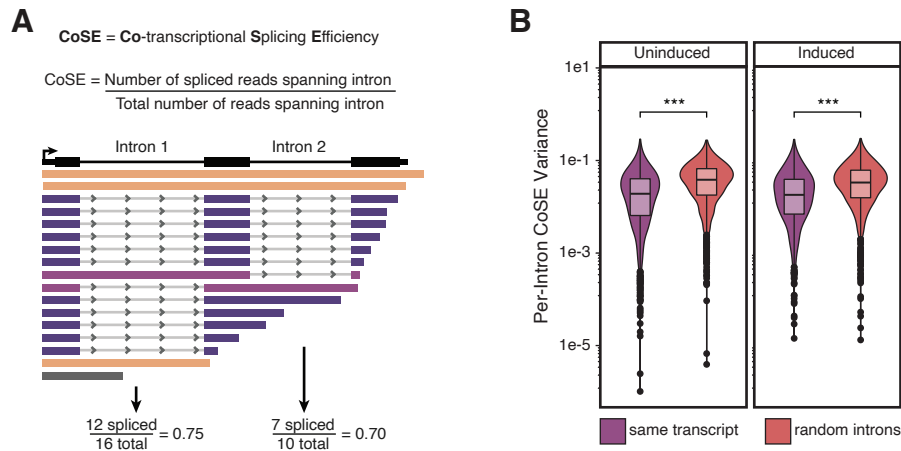 A
CoSE = Co-transcriptional Splicing Efficiency
CoSE = Number of spliced reads spanning intron
Total number of reads spanning intron
Intron 1
Intron 2
12 spliced
16 total
= 0.75
7 spliced
10 total
= 0.70
B
Uninduced
Induced
Per-Intron CoSE Variance
1e1
1e-1
1e-3
1e-5
***
***
same transcript
random introns